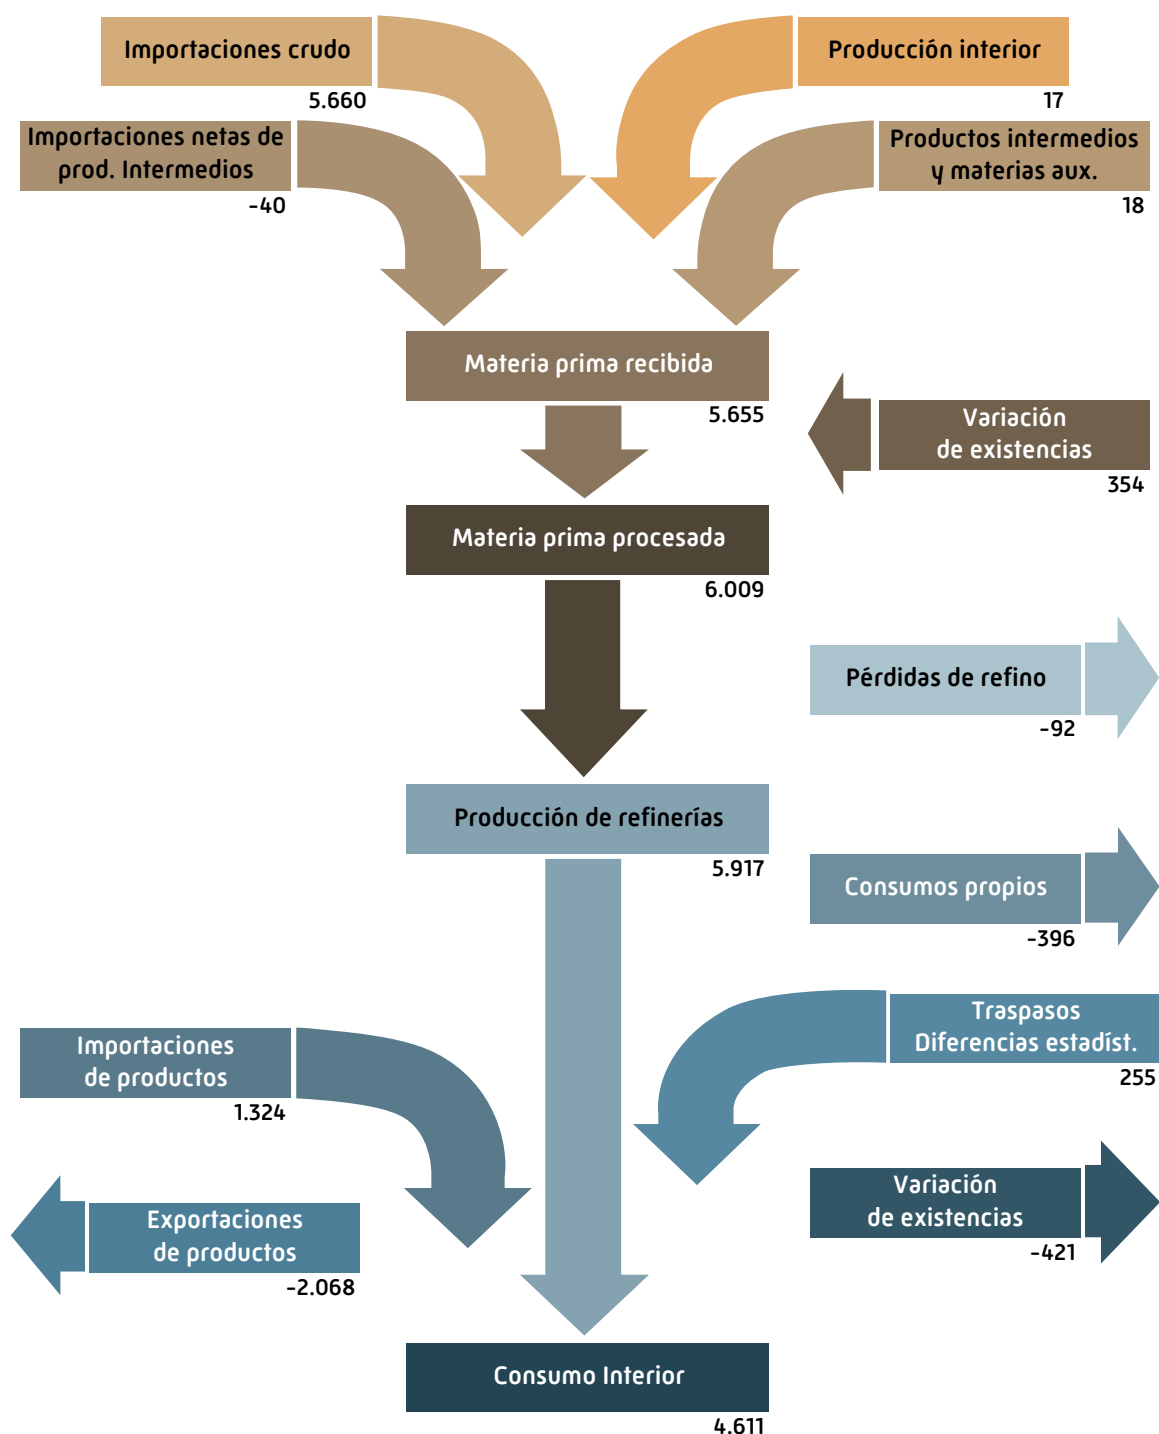 Importaciones crudo
5.660
Producción interior
17
Importaciones netas de
prod. Intermedios
-40
Productos intermedios
y materias aux.
18
Materia prima recibida
5.655
Variación
de existencias
354
Materia prima procesada
6.009
Pérdidas de refino
-92
Producción de refinerías
5.917
Consumos propios
-396
Traspasos
Diferencias estadíst.
255
Importaciones
de productos
1.324
Variación
de existencias
-421
Exportaciones
de productos
-2.068
Consumo Interior
4.611